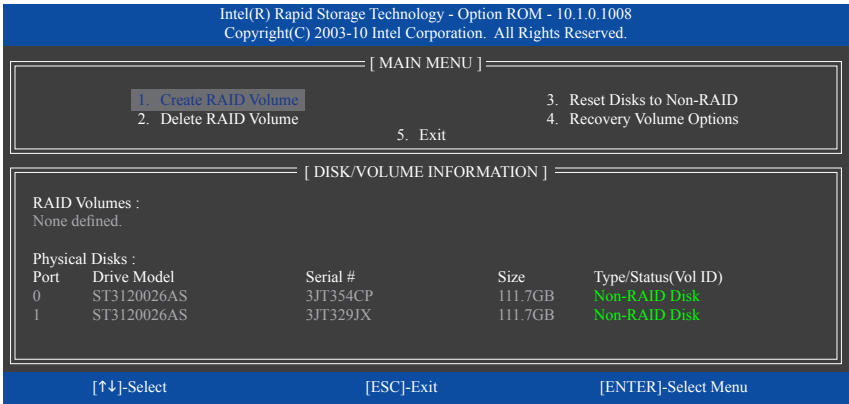 Intel(R) Rapid Storage Technology - Option ROM - 10.1.0.1008
Copyright(C) 2003-10 Intel Corporation. All Rights Reserved.
[ MAIN MENU ]
1. Create RAID Volume 3. Reset Disks to Non-RAID
2. Delete RAID Volume 4. Recovery Volume Options
5. Exit
[ DISK/VOLUME INFORMATION ]
RAID Volumes :
None defined.
Physical Disks :
Port Drive Model Serial # Size Type/Status(Vol ID)
0 ST3120026AS 3JT354CP 111.7GB Non-RAID Disk
1 ST3120026AS 3JT329JX 111.7GB Non-RAID Disk
[↑↓]-Select [ESC]-Exit [ENTER]-Select Menu